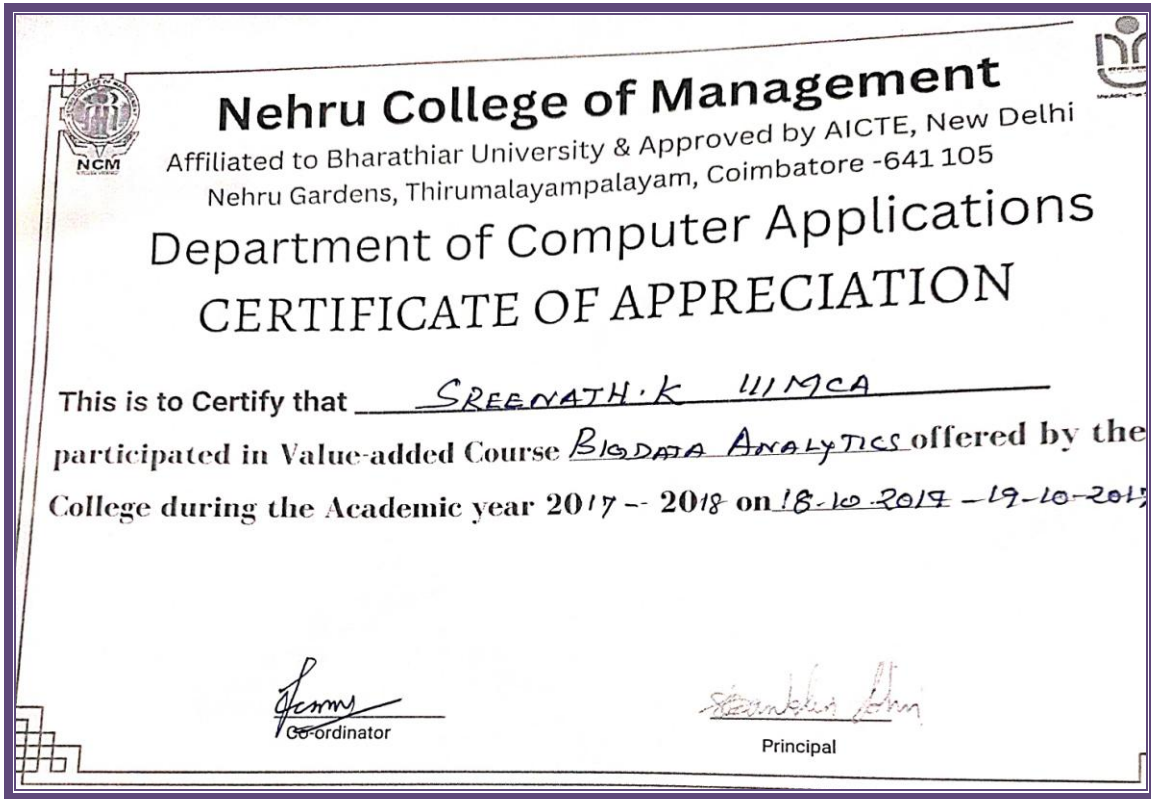 Nehru College of Management
Affiliated to Bharathiar University & Approved by AICTE, New Delhi
Nehru Gardens, Thirumalayampalayam, Coimbatore -641 105
Department of Computer Applications
CERTIFICATE OF APPRECIATION
NCM
This is to Certify that SREENATH.K III MCA
participated in Value-added Course BIGDATA ANALYTICS offered by the
College during the Academic year 2017 -- 2018 on 18-10-2017 - 19-10-2017
Co-ordinator
Principal